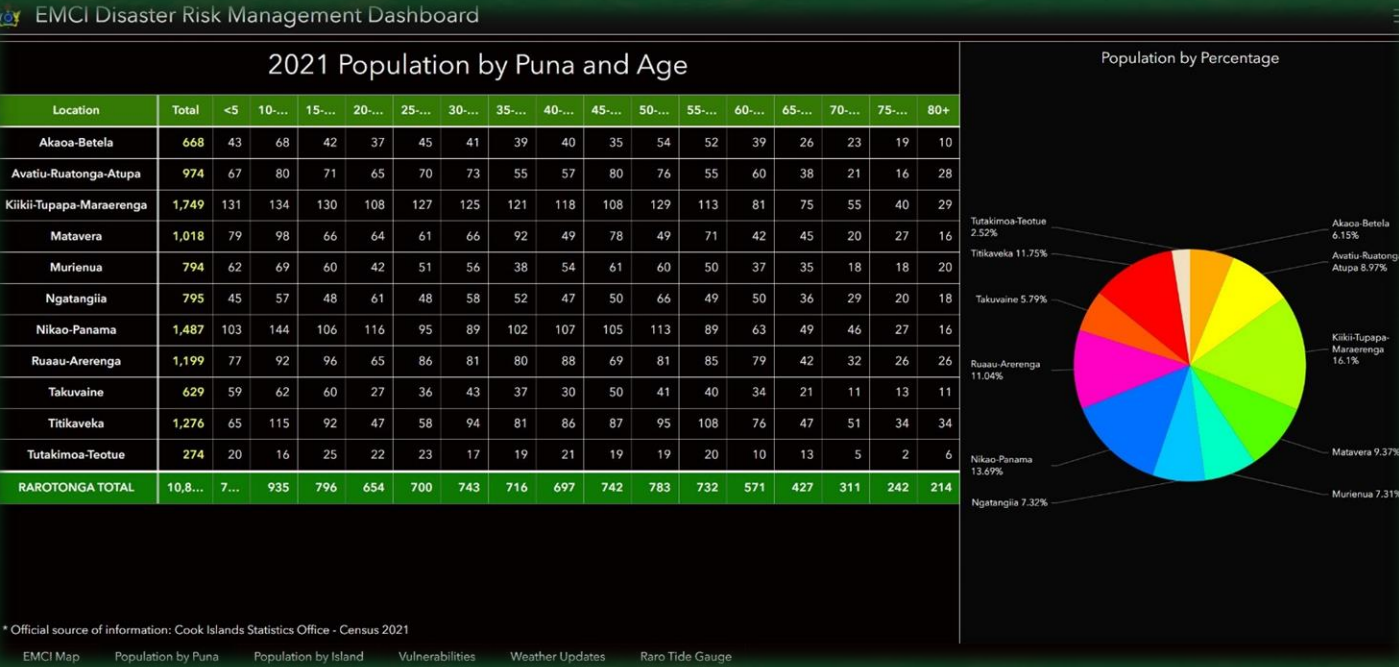 EMCI Disaster Risk Management Dashboard
2021 Population by Puna and Age
Location Total <5 10-... 15-... 20-... 25-... 30-... 35-... 40-... 45-... 50-... 55-... 60-... 65-... 70-... 75-... 80+
Akaoa-Betela 668 43 68 42 37 45 41 39 40 35 54 52 39 26 23 19 10
Avatiu-Ruatonga-Atupa 974 67 80 71 65 70 73 55 57 80 76 55 60 38 21 16 28
Kiikii-Tupapa-Maraerenga 1,749 131 134 130 108 127 125 121 118 108 129 113 81 75 55 40 29
Matavera 1,018 79 98 66 64 61 66 92 49 78 49 71 42 45 20 27 16
Murienua 794 62 69 60 42 51 56 38 54 61 60 50 37 35 18 18 20
Ngatangiia 795 45 57 48 61 48 58 52 47 50 66 49 50 36 29 20 18
Nikao-Panama 1,487 103 144 106 116 95 89 102 107 105 113 89 63 49 46 27 16
Ruaau-Arerenga 1,199 77 92 96 65 86 81 80 88 69 81 85 79 42 32 26 26
Takuvaine 629 59 62 60 27 36 43 37 30 50 41 40 34 21 11 13 11
Titikaveka 1,276 65 115 92 47 58 94 81 86 87 95 108 76 47 51 34 34
Tutakimoa-Teotue 274 20 16 25 22 23 17 19 21 19 19 20 10 13 5 2 6
RAROTONGA TOTAL 10,8... 7... 935 796 654 700 743 716 697 742 783 732 571 427 311 242 214
* Official source of information: Cook Islands Statistics Office - Census 2021
Population by Percentage
Tutakimoa-Teotue
2.52%
Titikaveka 11.75%
Takuvaine 5.79%
Ruaau-Arerenga
11.04%
Nikao-Panama
13.69%
Ngatangiia 7.32%
Akaoa-Betela
6.15%
Avatiu-Ruatong
Atupa 8.97%
Kiikii-Tupapa-
Maraerenga
16.1%
Matavera 9.37%
Murienua 7.31%
EMCI Map Population by Puna Population by Island Vulnerabilities Weather Updates Raro Tide Gauge